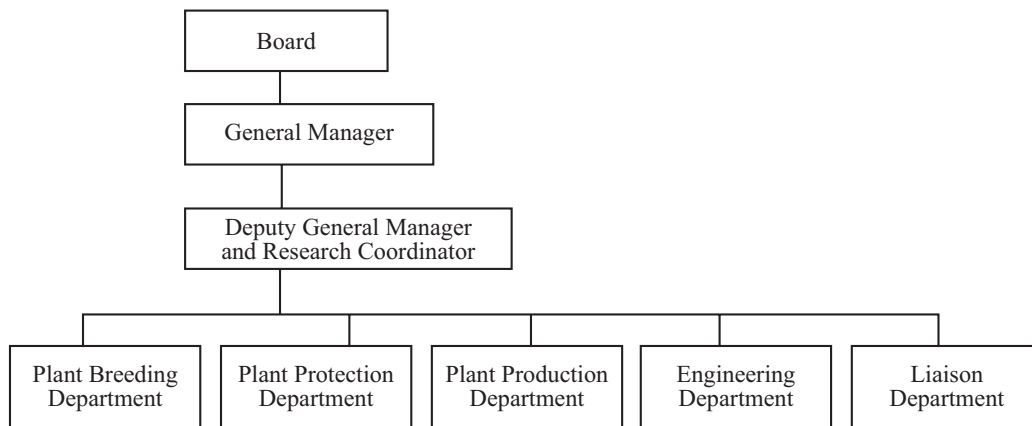 Board
General Manager
Deputy General Manager
and Research Coordinator
Plant Breeding
Department
Plant Protection
Department
Plant Production
Department
Engineering
Department
Liaison
Department